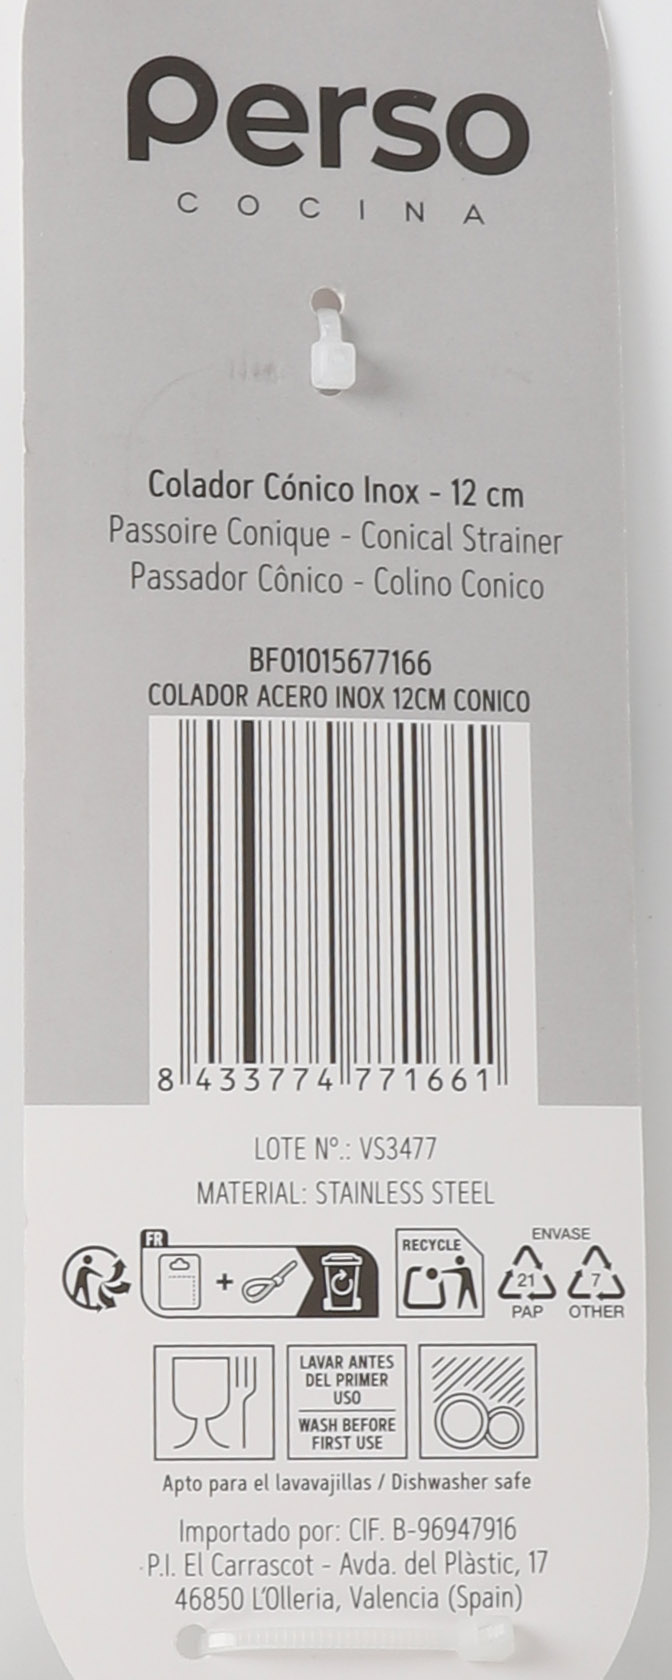 Perso
COCINA
Colador Cónico Inox - 12 cm
Passoire Conique - Conical Strainer
Passador Cônico - Colino Conico
BF01015677166
COLADOR ACERO INOX 12CM CONICO
8 433774 771661
LOTE Nº.: VS3477
MATERIAL: STAINLESS STEEL
FR
+
RECYCLE
ENVASE
21
7
PAP
OTHER
LAVAR ANTES
DEL PRIMER
USO
WASH BEFORE
FIRST USE
Apto para el lavavajillas / Dishwasher safe
Importado por: CIF. B-96947916
P.I. El Carrascot - Avda. del Plàstic, 17
46850 L'Olleria, Valencia (Spain)